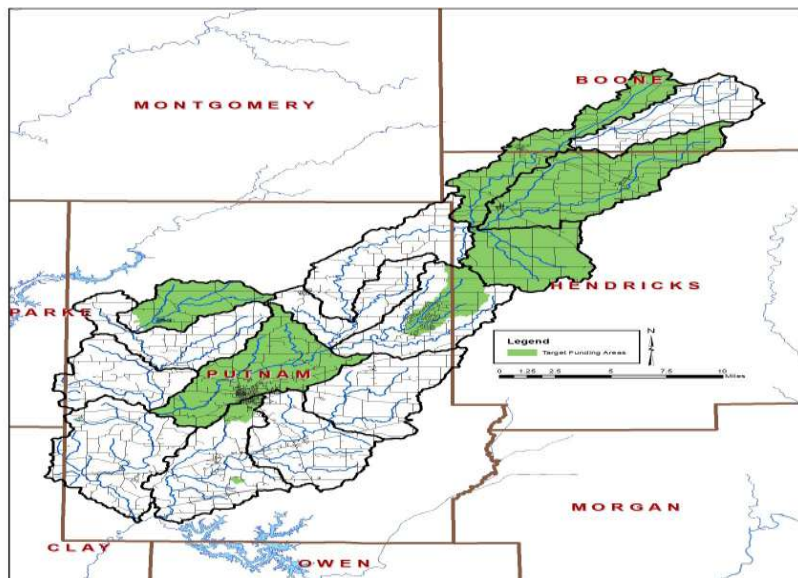 BOONE
MONTGOMERY
HENDRICKS
PARKE
Legend
Target Funding Areas
N
PUTNAM
0 1.25 2.5 5 7.5 10
Miles
MORGAN
CLAY
OWEN